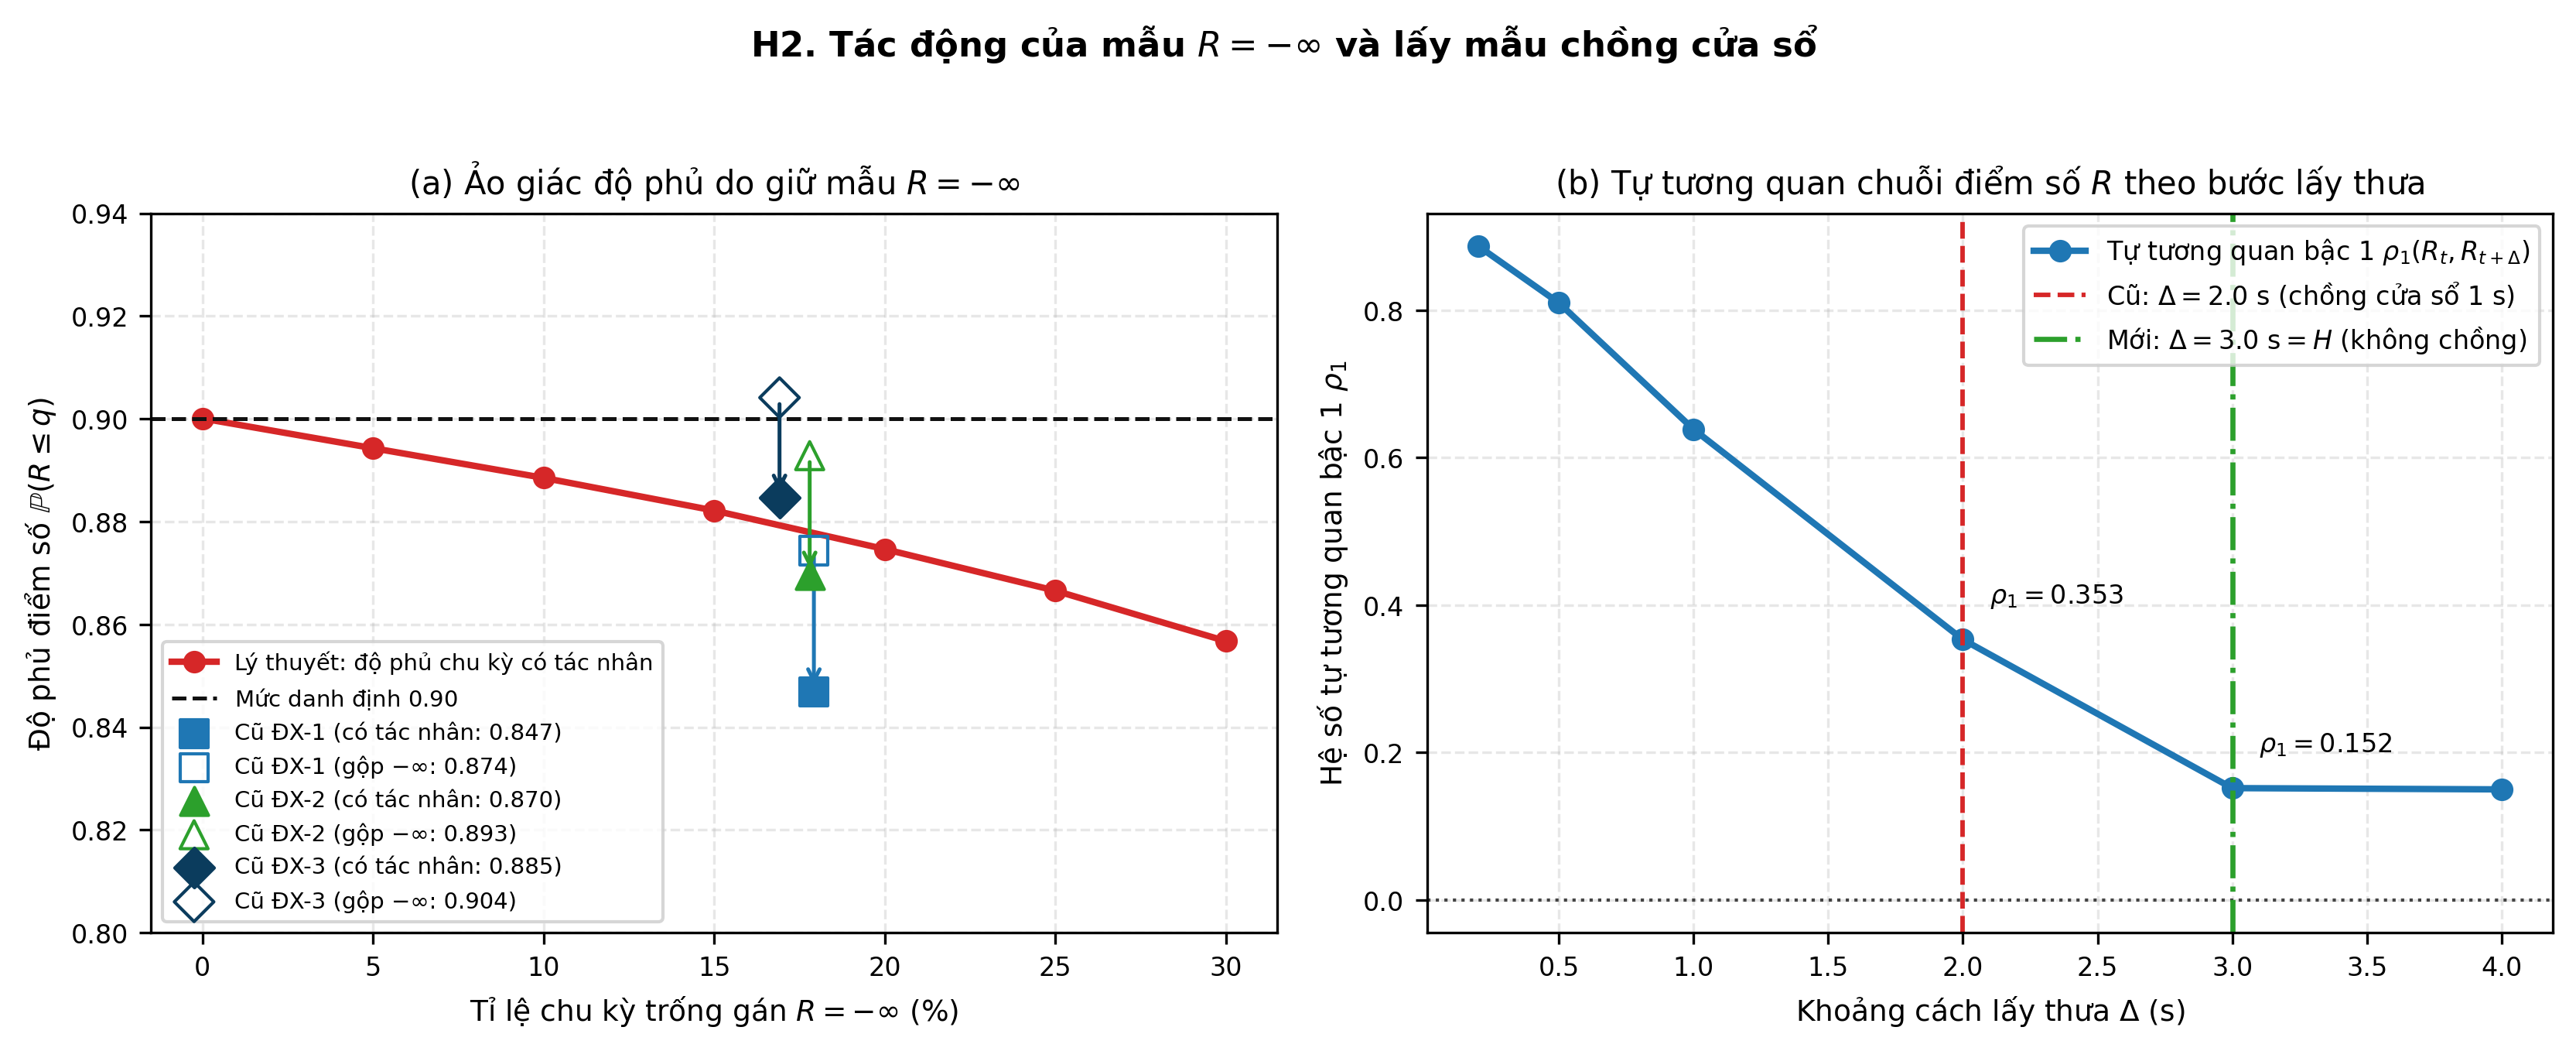 H2. Tác động của mẫu R = −∞ và lấy mẫu chồng cửa sổ
(a) Ảo giác độ phủ do giữ mẫu R = −∞
Độ phủ điểm số ℙ(R ≤ q)
0.94
0.92
0.90
0.88
0.86
0.84
0.82
0.80
Lý thuyết: độ phủ chu kỳ có tác nhân
Mức danh định 0.90
Cũ ĐX-1 (có tác nhân: 0.847)
Cũ ĐX-1 (gộp −∞: 0.874)
Cũ ĐX-2 (có tác nhân: 0.870)
Cũ ĐX-2 (gộp −∞: 0.893)
Cũ ĐX-3 (có tác nhân: 0.885)
Cũ ĐX-3 (gộp −∞: 0.904)
0 5 10 15 20 25 30
Tỉ lệ chu kỳ trống gán R = −∞ (%)
(b) Tự tương quan chuỗi điểm số R theo bước lấy thưa
Hệ số tự tương quan bậc 1 ρ₁
0.8
0.6
0.4
0.2
0.0
Tự tương quan bậc 1 ρ₁(Rₜ, Rₜ₊Δ)
Cũ: Δ = 2.0 s (chồng cửa sổ 1 s)
Mới: Δ = 3.0 s = H (không chồng)
ρ₁ = 0.353
ρ₁ = 0.152
0.5 1.0 1.5 2.0 2.5 3.0 3.5 4.0
Khoảng cách lấy thưa Δ (s)